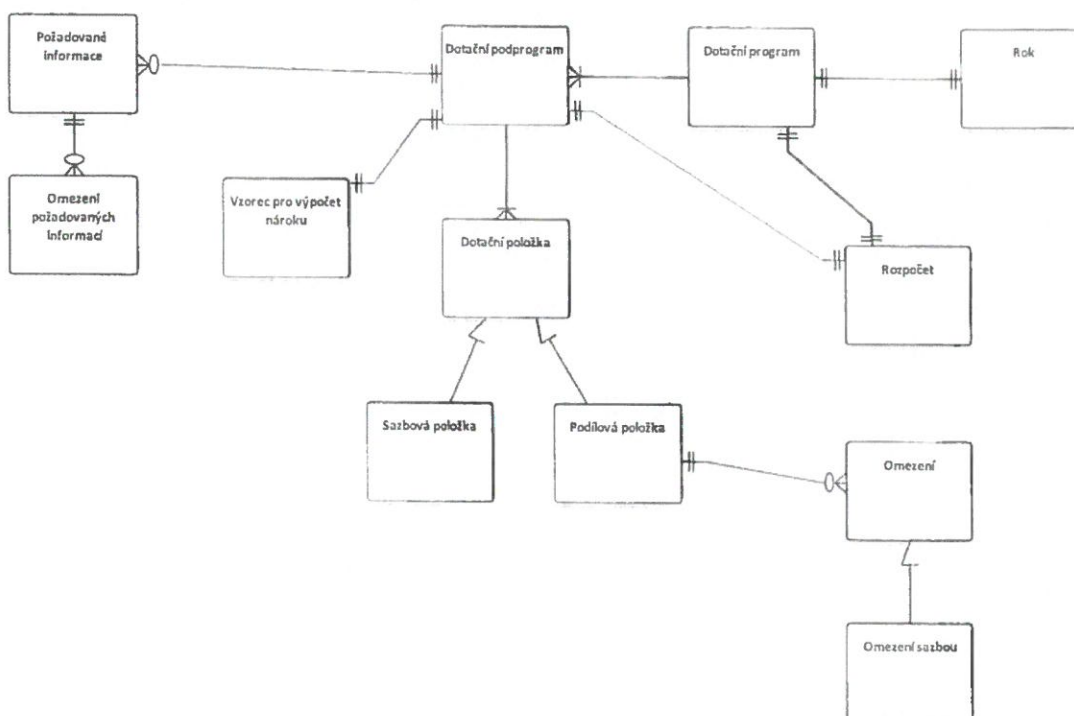 Požadované
informace
Dotační podprogram
Dotační program
Rok
Omezení
požadovaných
informací
Vzorec pro výpočet
nároku
Dotační položka
Rozpočet
Sazbová položka
Podílová položka
Omezení
Omezení sazbou